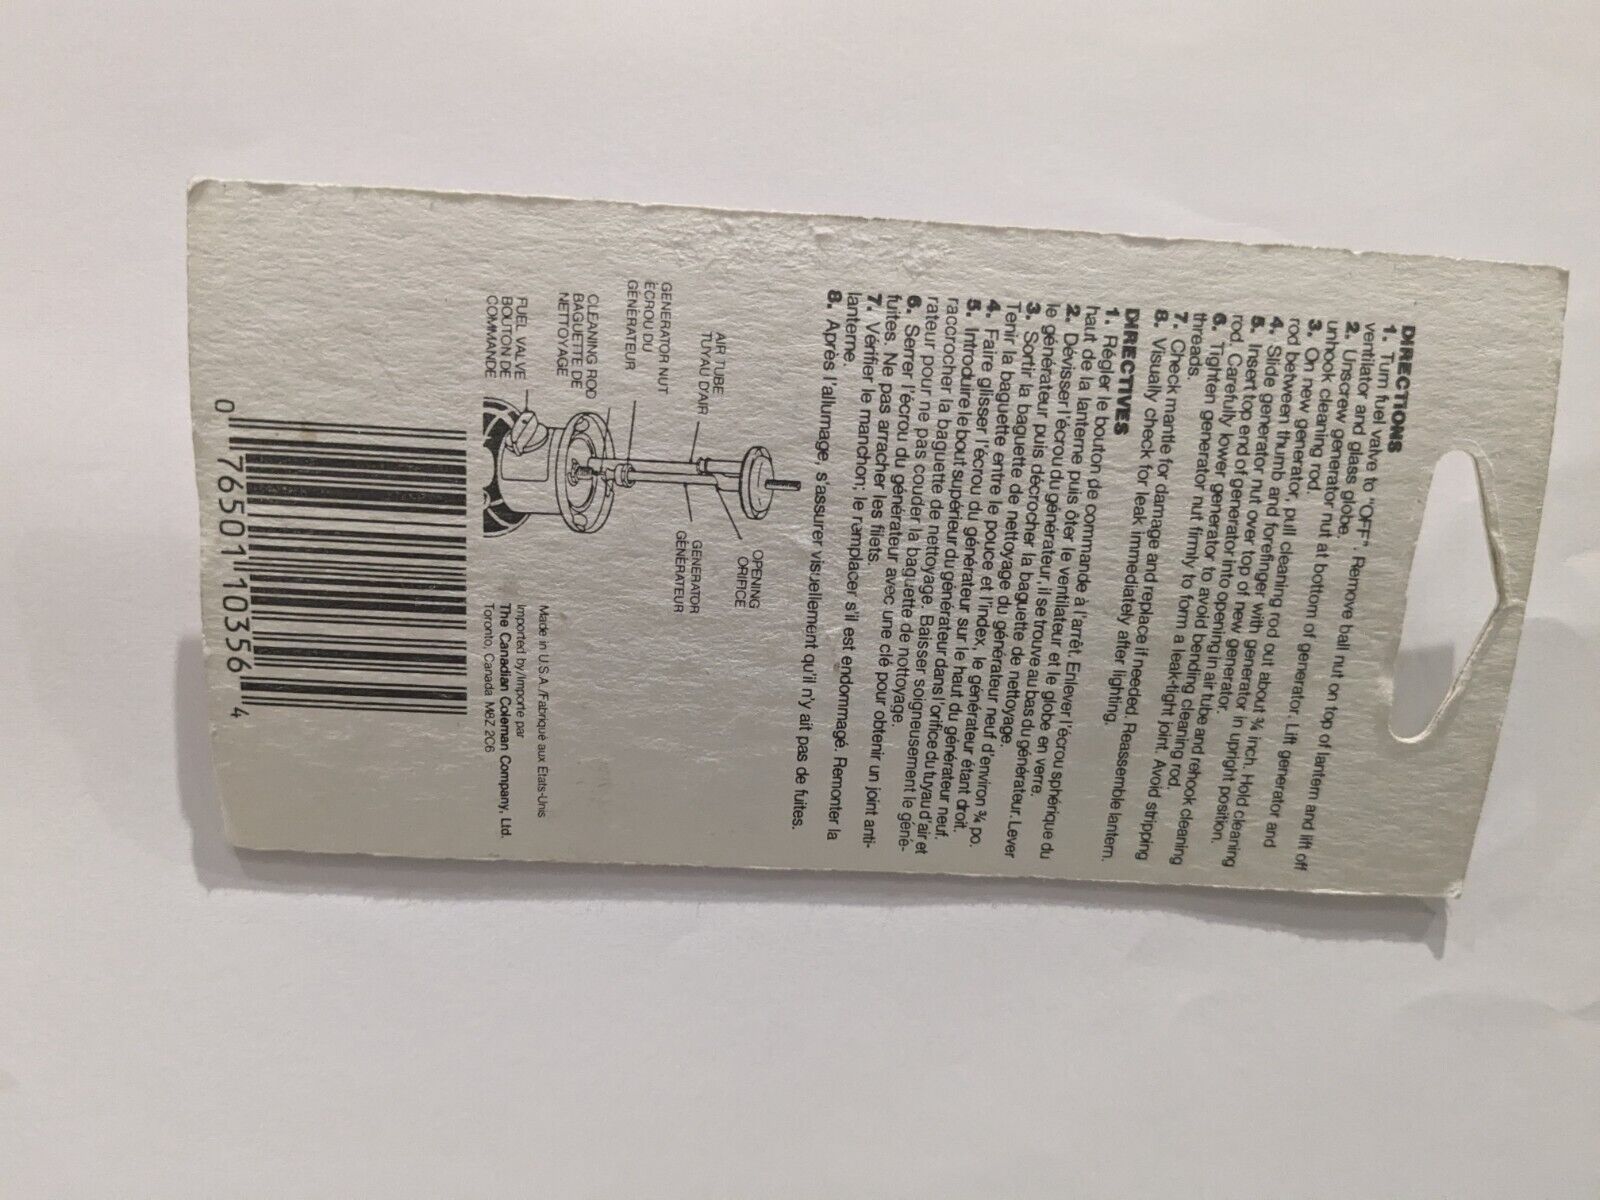 DIRECTIONS
1. Turn fuel valve to "OFF". Remove ball nut on top of lantern and lift off
ventilator and glass globe.
2. Unscrew generator nut at bottom of generator. Lift generator and
unhook cleaning rod.
3. On new generator, pull cleaning rod out about ¾ inch. Hold cleaning
rod between thumb and forefinger with generator in upright position.
4. Slide generator nut over top of new generator.
5. Insert top end of generator into opening in air tube and rehook cleaning
rod. Carefully lower generator to avoid bending cleaning rod.
6. Tighten generator nut firmly to form a leak-tight joint. Avoid stripping
threads.
7. Check mantle for damage and replace if needed. Reassemble lantern.
8. Visually check for leak immediately after lighting.
DIRECTIVES
1. Régler le bouton de commande à l'arrêt. Enlever l'écrou sphérique du
haut de la lanterne puis ôter le ventilateur et le globe en verre.
2. Dévisser l'écrou du générateur, il se trouve au bas du générateur. Lever
le générateur puis décrocher la baguette de nettoyage.
3. Sortir la baguette de nettoyage du générateur neuf d'environ ¾ po.
Tenir la baguette entre le pouce et l'index, le générateur étant droit.
4. Faire glisser l'écrou du générateur sur le haut du générateur neuf.
5. Introduire le bout supérieur du générateur dans l'orifice du tuyau d'air et
raccrocher la baguette de nettoyage. Baisser soigneusement le géné-
rateur pour ne pas couder la baguette de nottoyage.
6. Serrer l'écrou du générateur avec une clé pour obtenir un joint anti-
fuites. Ne pas arracher les filets.
7. Vérifier le manchon; le remplacer s'il est endommagé. Remonter la
lanterne.
8. Après l'allumage, s'assurer visuellement qu'il n'y ait pas de fuites.
OPENING
ORIFICE
AIR TUBE
TUYAU D'AIR
GENERATOR
GÉNÉRATEUR
GENERATOR NUT
ÉCROU DU
GÉNÉRATEUR
CLEANING ROD
BAGUETTE DE
NETTOYAGE
FUEL VALVE
BOUTON DE
COMMANDE
Made in U.S.A./Fabriqué aux Etats-Unis
Imported by/Importe par
The Canadian Coleman Company, Ltd.
Toronto, Canada M8Z 2C6
0 76501 10356 4